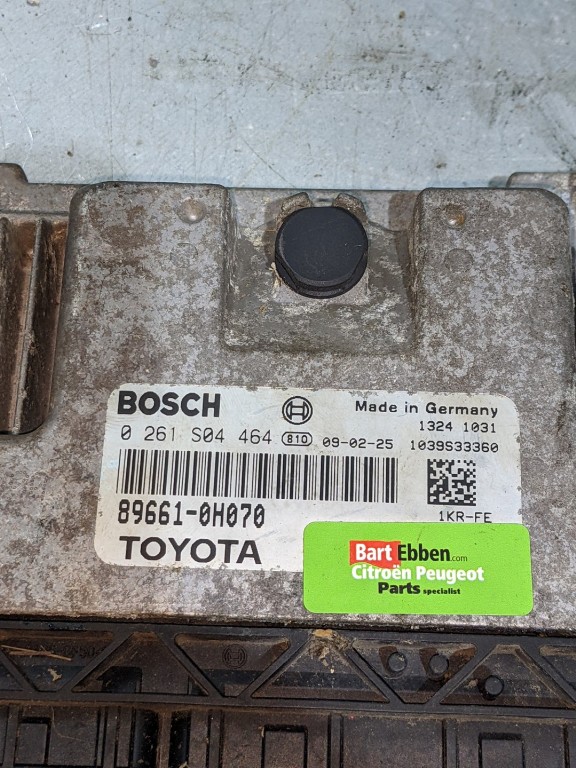 BOSCH
Made in Germany
1324 1031
0 261 S04 464 810 09-02-25 1039S33360
89661-0H070
1KR-FE
TOYOTA
BartEbben.com
Citroën Peugeot
Parts specialist